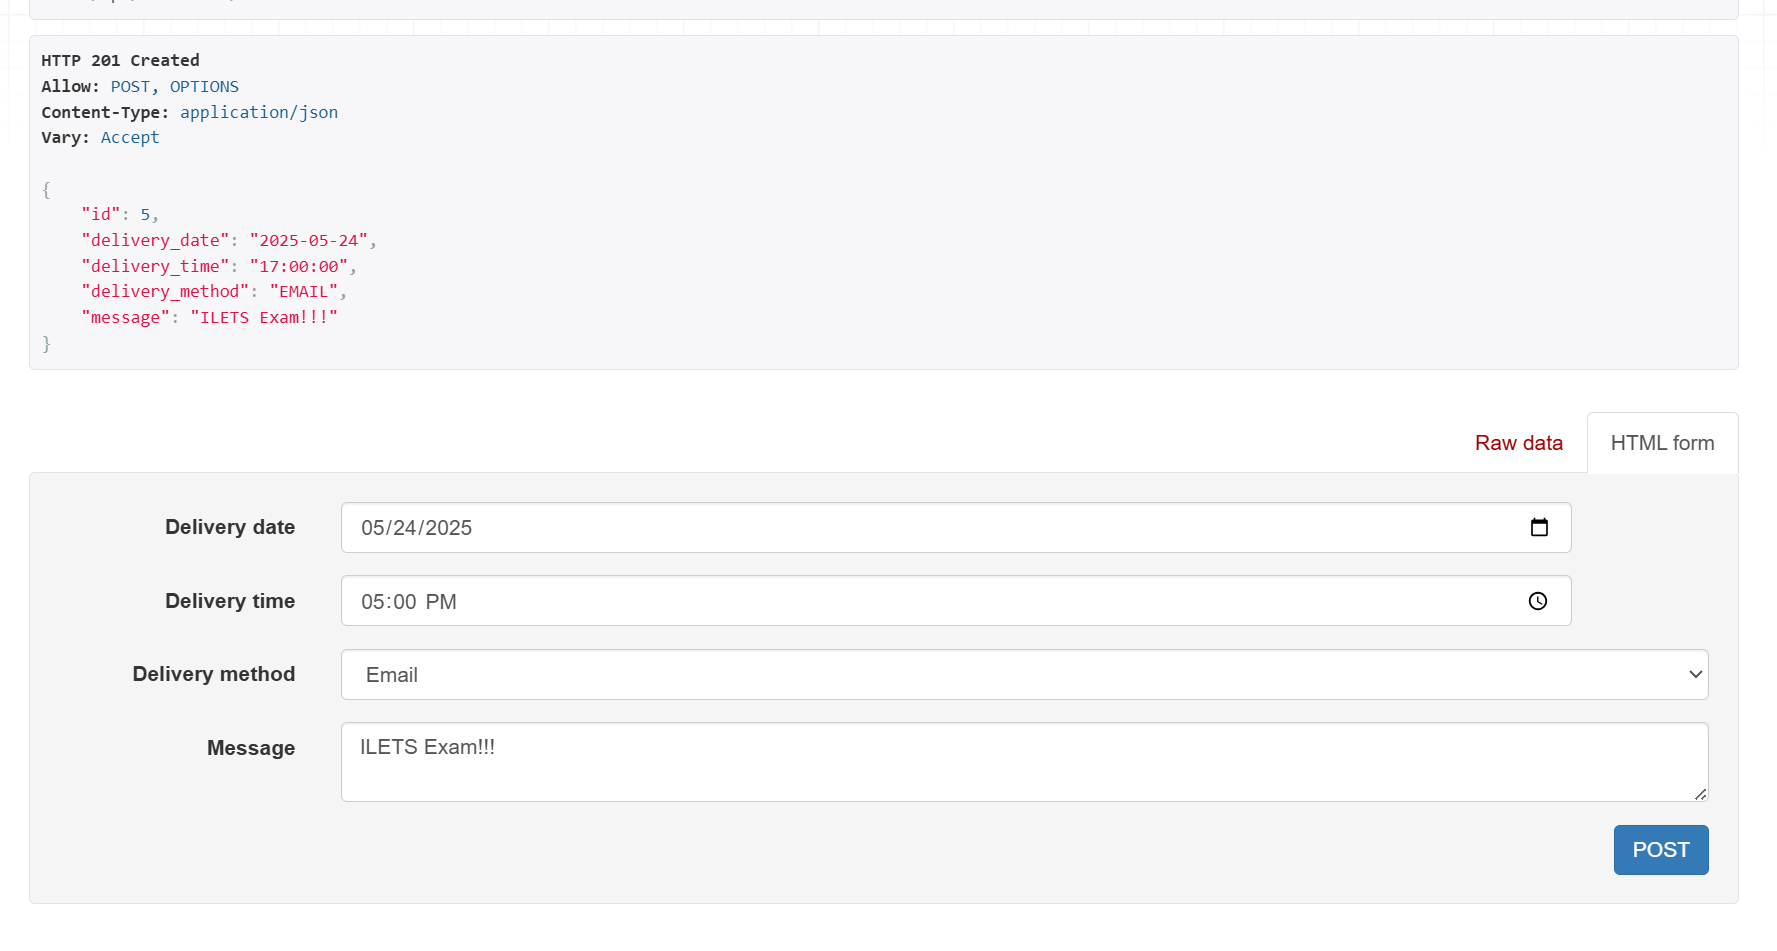 HTTP 201 Created
Allow: POST, OPTIONS
Content-Type: application/json
Vary: Accept
{
"id": 5,
"delivery_date": "2025-05-24",
"delivery_time": "17:00:00",
"delivery_method": "EMAIL",
"message": "ILETS Exam!!!"
}
Raw data
HTML form
Delivery date
05/24/2025
Delivery time
05:00 PM
Delivery method
Email
Message
ILETS Exam!!!
POST